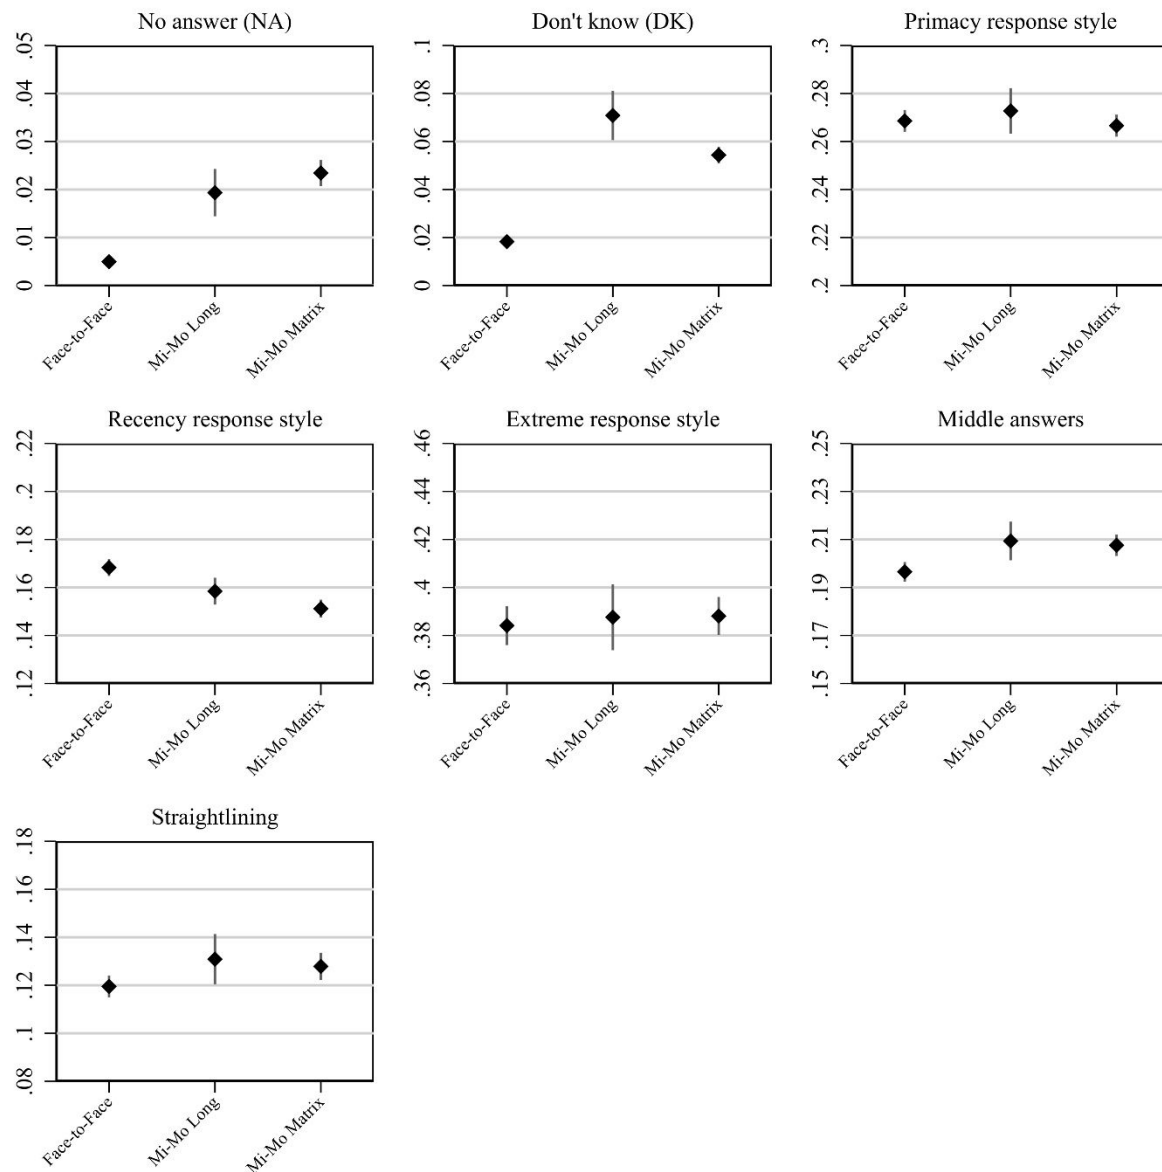 No answer (NA)
.05
.04
.03
.02
.01
0
Face-to-Face
Mi-Mo Long
Mi-Mo Matrix
Don't know (DK)
.1
.08
.06
.04
.02
0
Face-to-Face
Mi-Mo Long
Mi-Mo Matrix
Primacy response style
.3
.28
.26
.24
.22
.2
Face-to-Face
Mi-Mo Long
Mi-Mo Matrix
Recency response style
.22
.2
.18
.16
.14
.12
Face-to-Face
Mi-Mo Long
Mi-Mo Matrix
Extreme response style
.46
.44
.42
.4
.38
.36
Face-to-Face
Mi-Mo Long
Mi-Mo Matrix
Middle answers
.25
.23
.21
.19
.17
.15
Face-to-Face
Mi-Mo Long
Mi-Mo Matrix
Straightlining
.18
.16
.14
.12
.1
.08
Face-to-Face
Mi-Mo Long
Mi-Mo Matrix